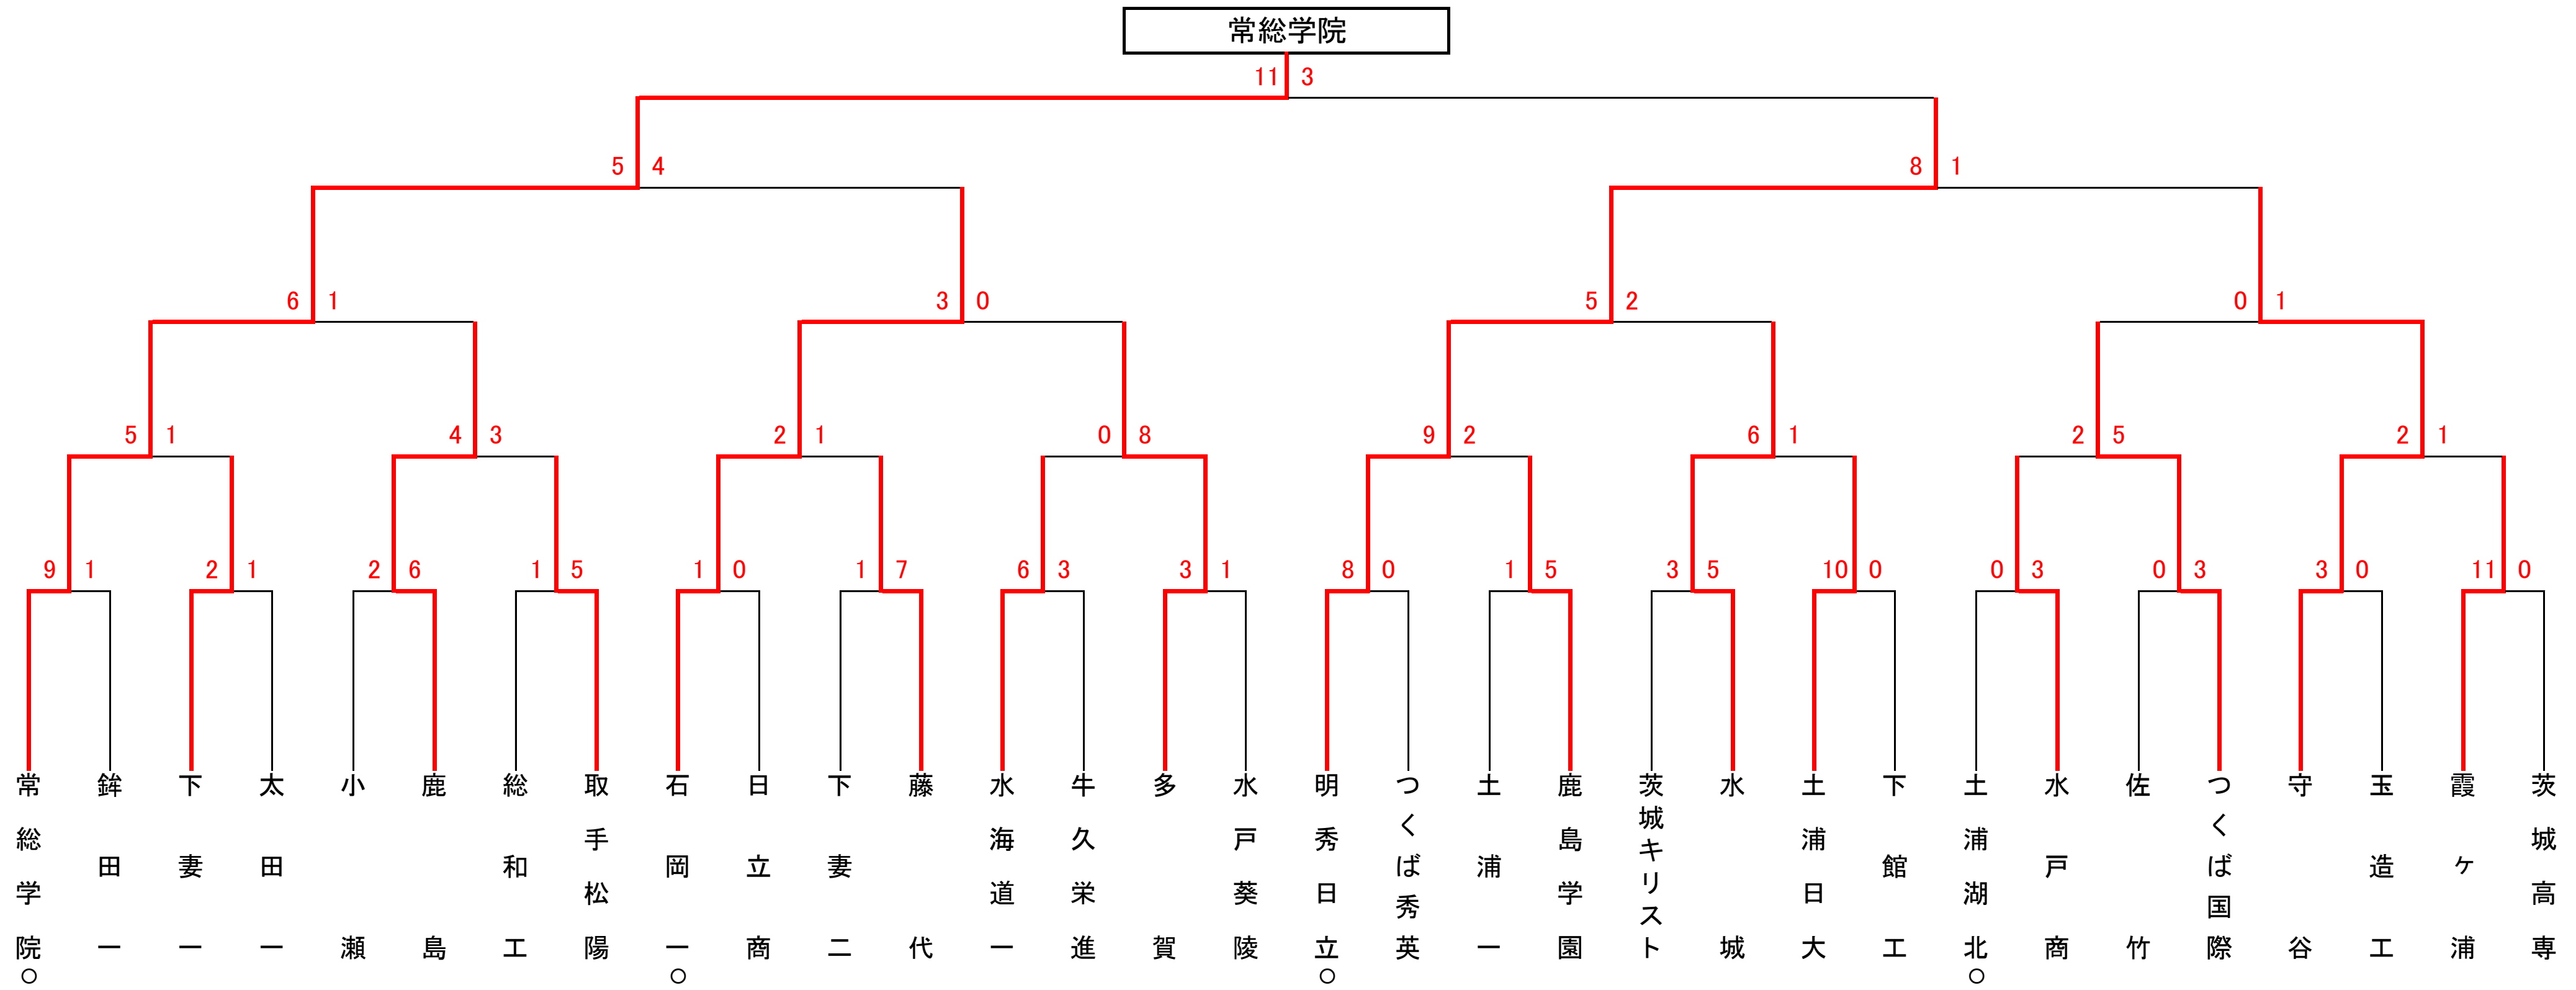 常総学院
11 3
5 4
8 1
6 1
3 0
5 2
0 1
5 1
4 3
2 1
0 8
9 2
6 1
2 5
2 1
9 1
2 1
2 6
1 5
1 0
1 7
6 3
3 1
8 0
1 5
3 5
10 0
0 3
0 3
3 0
11 0
常総学院○
鉾田一
下妻一
太田一
小瀬
鹿島
総和工
取手松陽
石岡一○
日立商
下妻二
藤代
水海道一
牛久栄進
多賀
水戸葵陵
明秀日立○
つくば秀英
土浦一
鹿島学園
茨城キリスト
水城
土浦日大
下館工
土浦湖北○
水戸商
佐竹
つくば国際
守谷
玉造工
霞ヶ浦
茨城高専